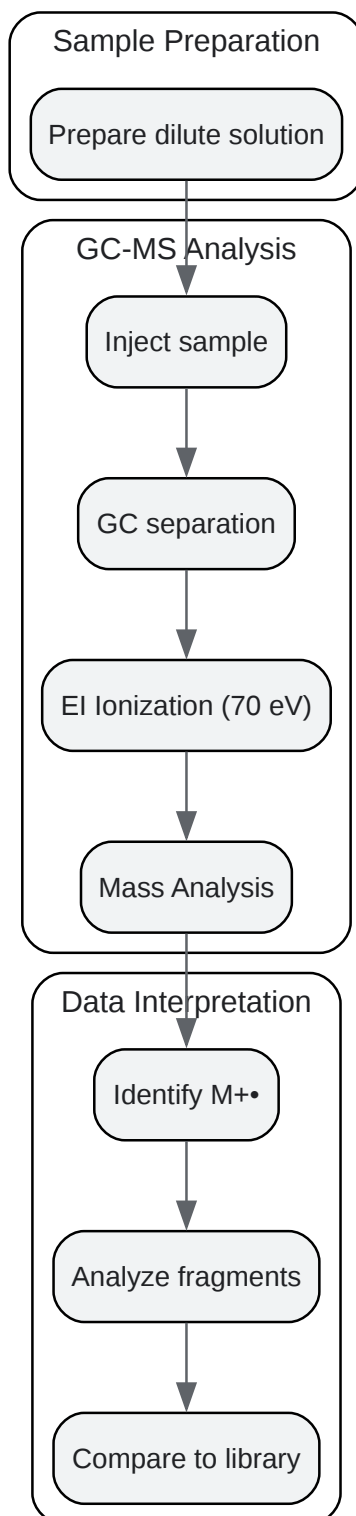 Sample Preparation
Prepare dilute solution
GC-MS Analysis
Inject sample
GC separation
EI Ionization (70 eV)
Mass Analysis
Data Interpretation
Identify M+•
Analyze fragments
Compare to library